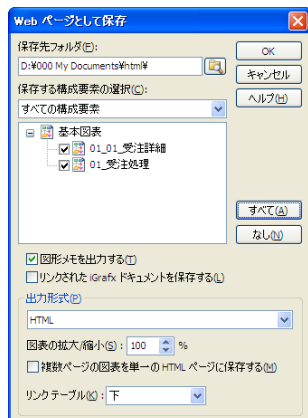 Web ページとして保存
保存先フォルダ(F):
OK
D:¥000 My Documents¥html¥
キャンセル
保存する構成要素の選択(C):
ヘルプ(H)
すべての構成要素
基本図表
01_01_受注詳細
01_受注処理
すべて(A)
なし(N)
図形メモを出力する(T)
リンクされた iGrafx ドキュメントを保存する(L)
出力形式(P)
HTML
図表の拡大/縮小(S): 100 %
複数ページの図表を単一の HTML ページに保存する(M)
リンク テーブル(K): 下